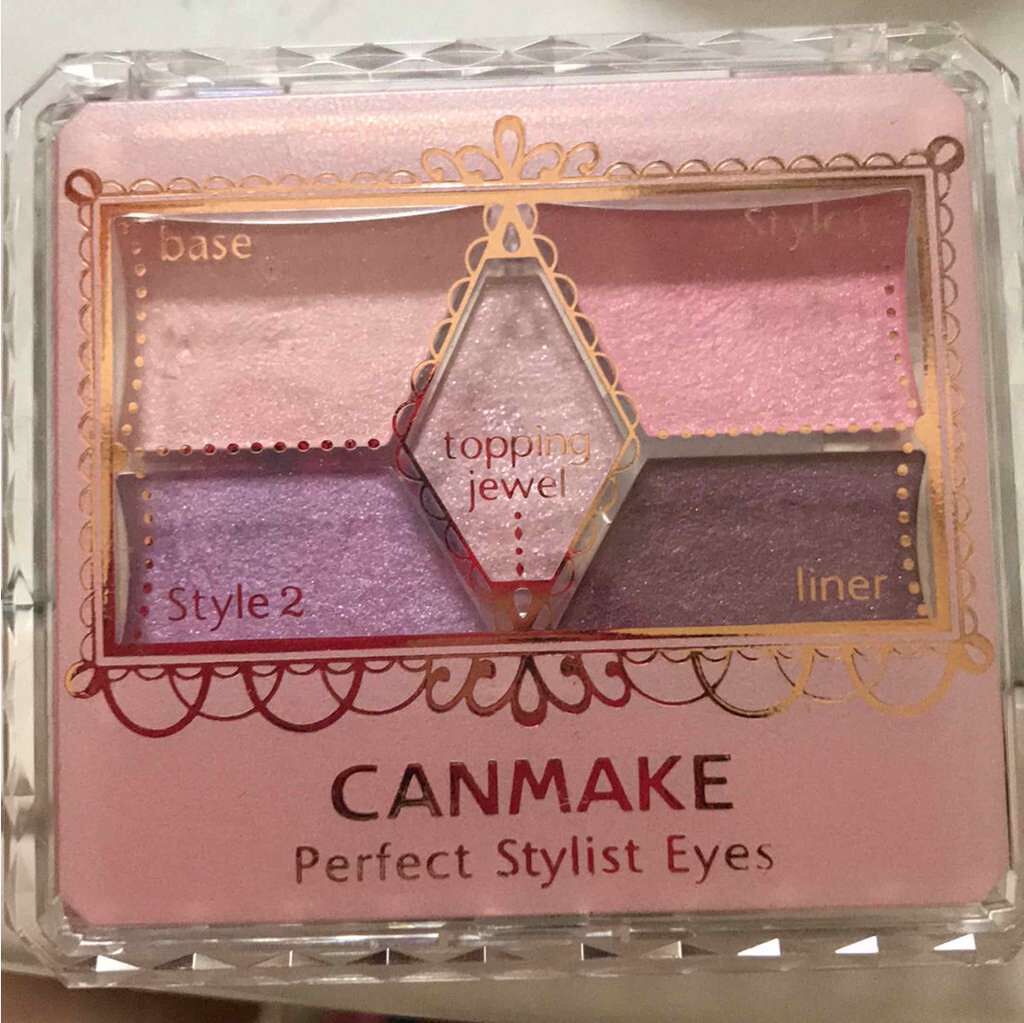 base
Style 1
topping
jewel
Style 2
liner
CANMAKE
Perfect Stylist Eyes